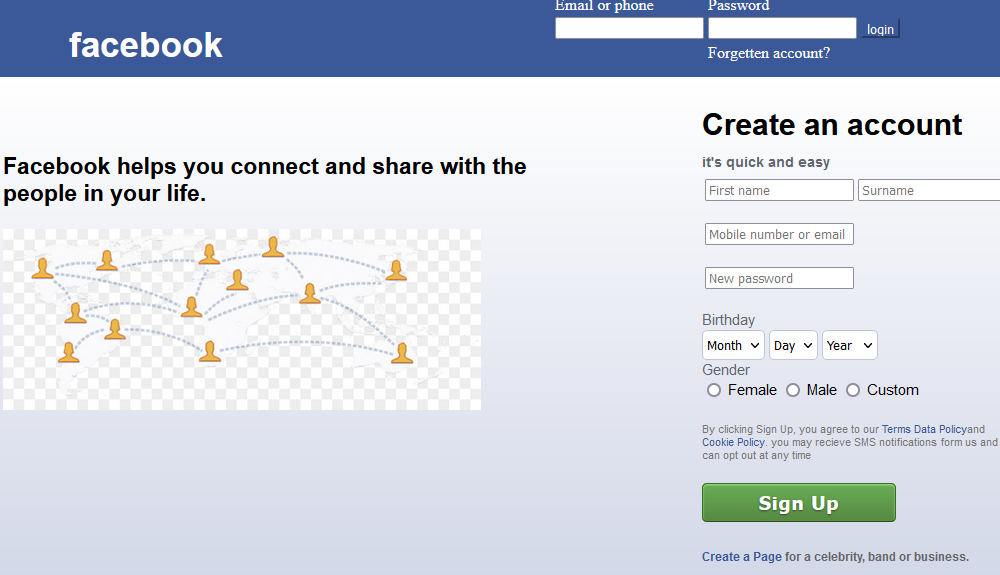 Email or phone Password
facebook
login
Forgotten account?
Create an account
it's quick and easy
First name Surname
Facebook helps you connect and share with the
people in your life.
Mobile number or email
New password
Birthday
Month Day Year
Gender
Female Male Custom
By clicking Sign Up, you agree to our Terms Data Policyand
Cookie Policy. you may recieve SMS notifications form us and
can opt out at any time
Sign Up
Create a Page for a celebrity, band or business.